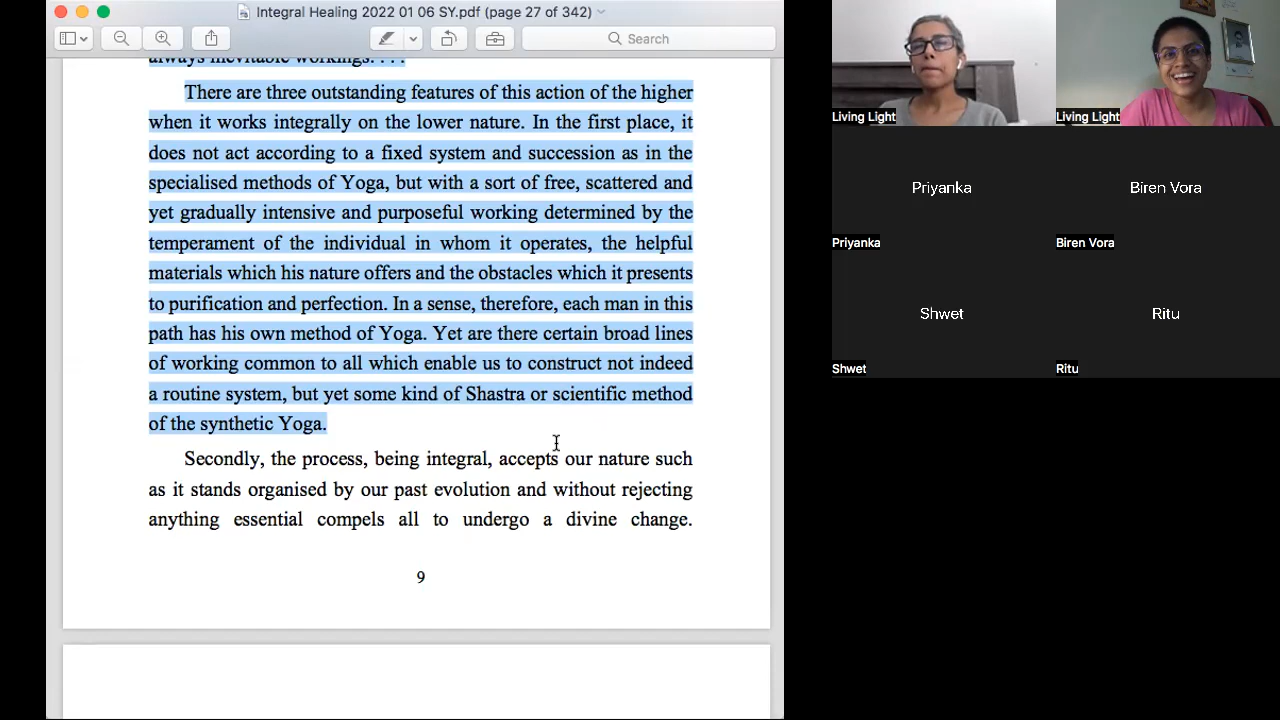 Integral Healing 2022 01 06 SY.pdf (page 27 of 342)
Search
always inevitable workings. . . .
There are three outstanding features of this action of the higher
when it works integrally on the lower nature. In the first place, it
does not act according to a fixed system and succession as in the
specialised methods of Yoga, but with a sort of free, scattered and
yet gradually intensive and purposeful working determined by the
temperament of the individual in whom it operates, the helpful
materials which his nature offers and the obstacles which it presents
to purification and perfection. In a sense, therefore, each man in this
path has his own method of Yoga. Yet are there certain broad lines
of working common to all which enable us to construct not indeed
a routine system, but yet some kind of Shastra or scientific method
of the synthetic Yoga.
Secondly, the process, being integral, accepts our nature such
as it stands organised by our past evolution and without rejecting
anything essential compels all to undergo a divine change.
9
Living Light
Living Light
Priyanka
Biren Vora
Priyanka
Biren Vora
Shwet
Ritu
Shwet
Ritu